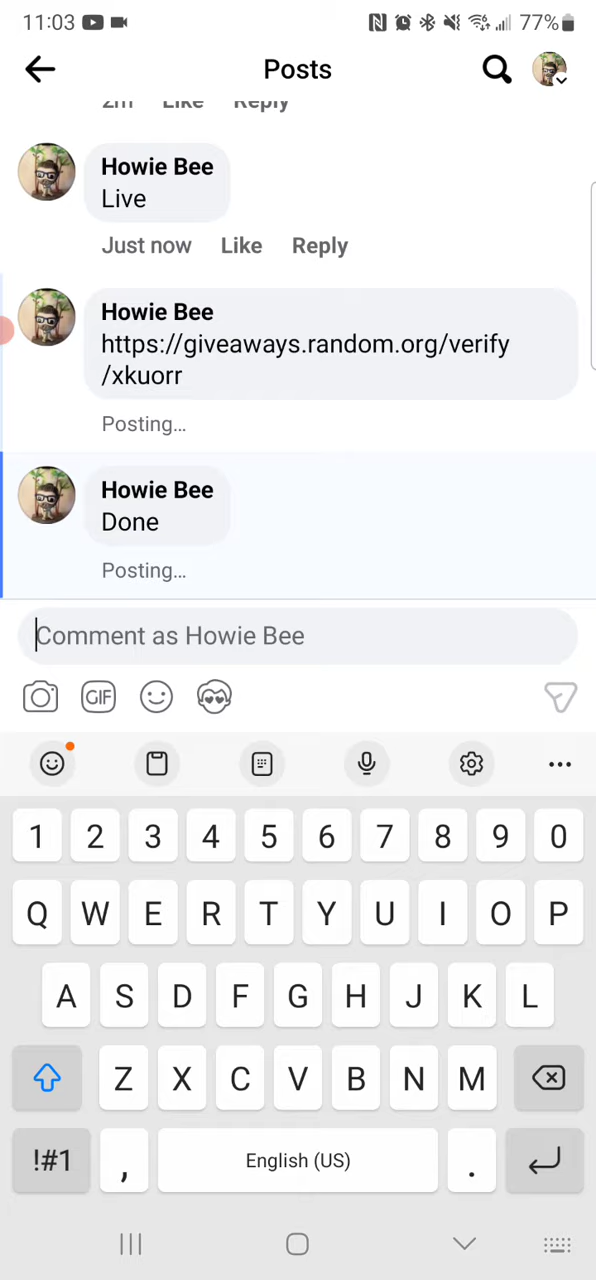 11:03 77%
Posts
2m Like Reply
Howie Bee
Live
Just now Like Reply
Howie Bee
https://giveaways.random.org/verify
/xkuorr
Posting...
Howie Bee
Done
Posting...
Comment as Howie Bee
GIF
1 2 3 4 5 6 7 8 9 0
Q W E R T Y U I O P
A S D F G H J K L
Z X C V B N M
!#1 , English (US) .